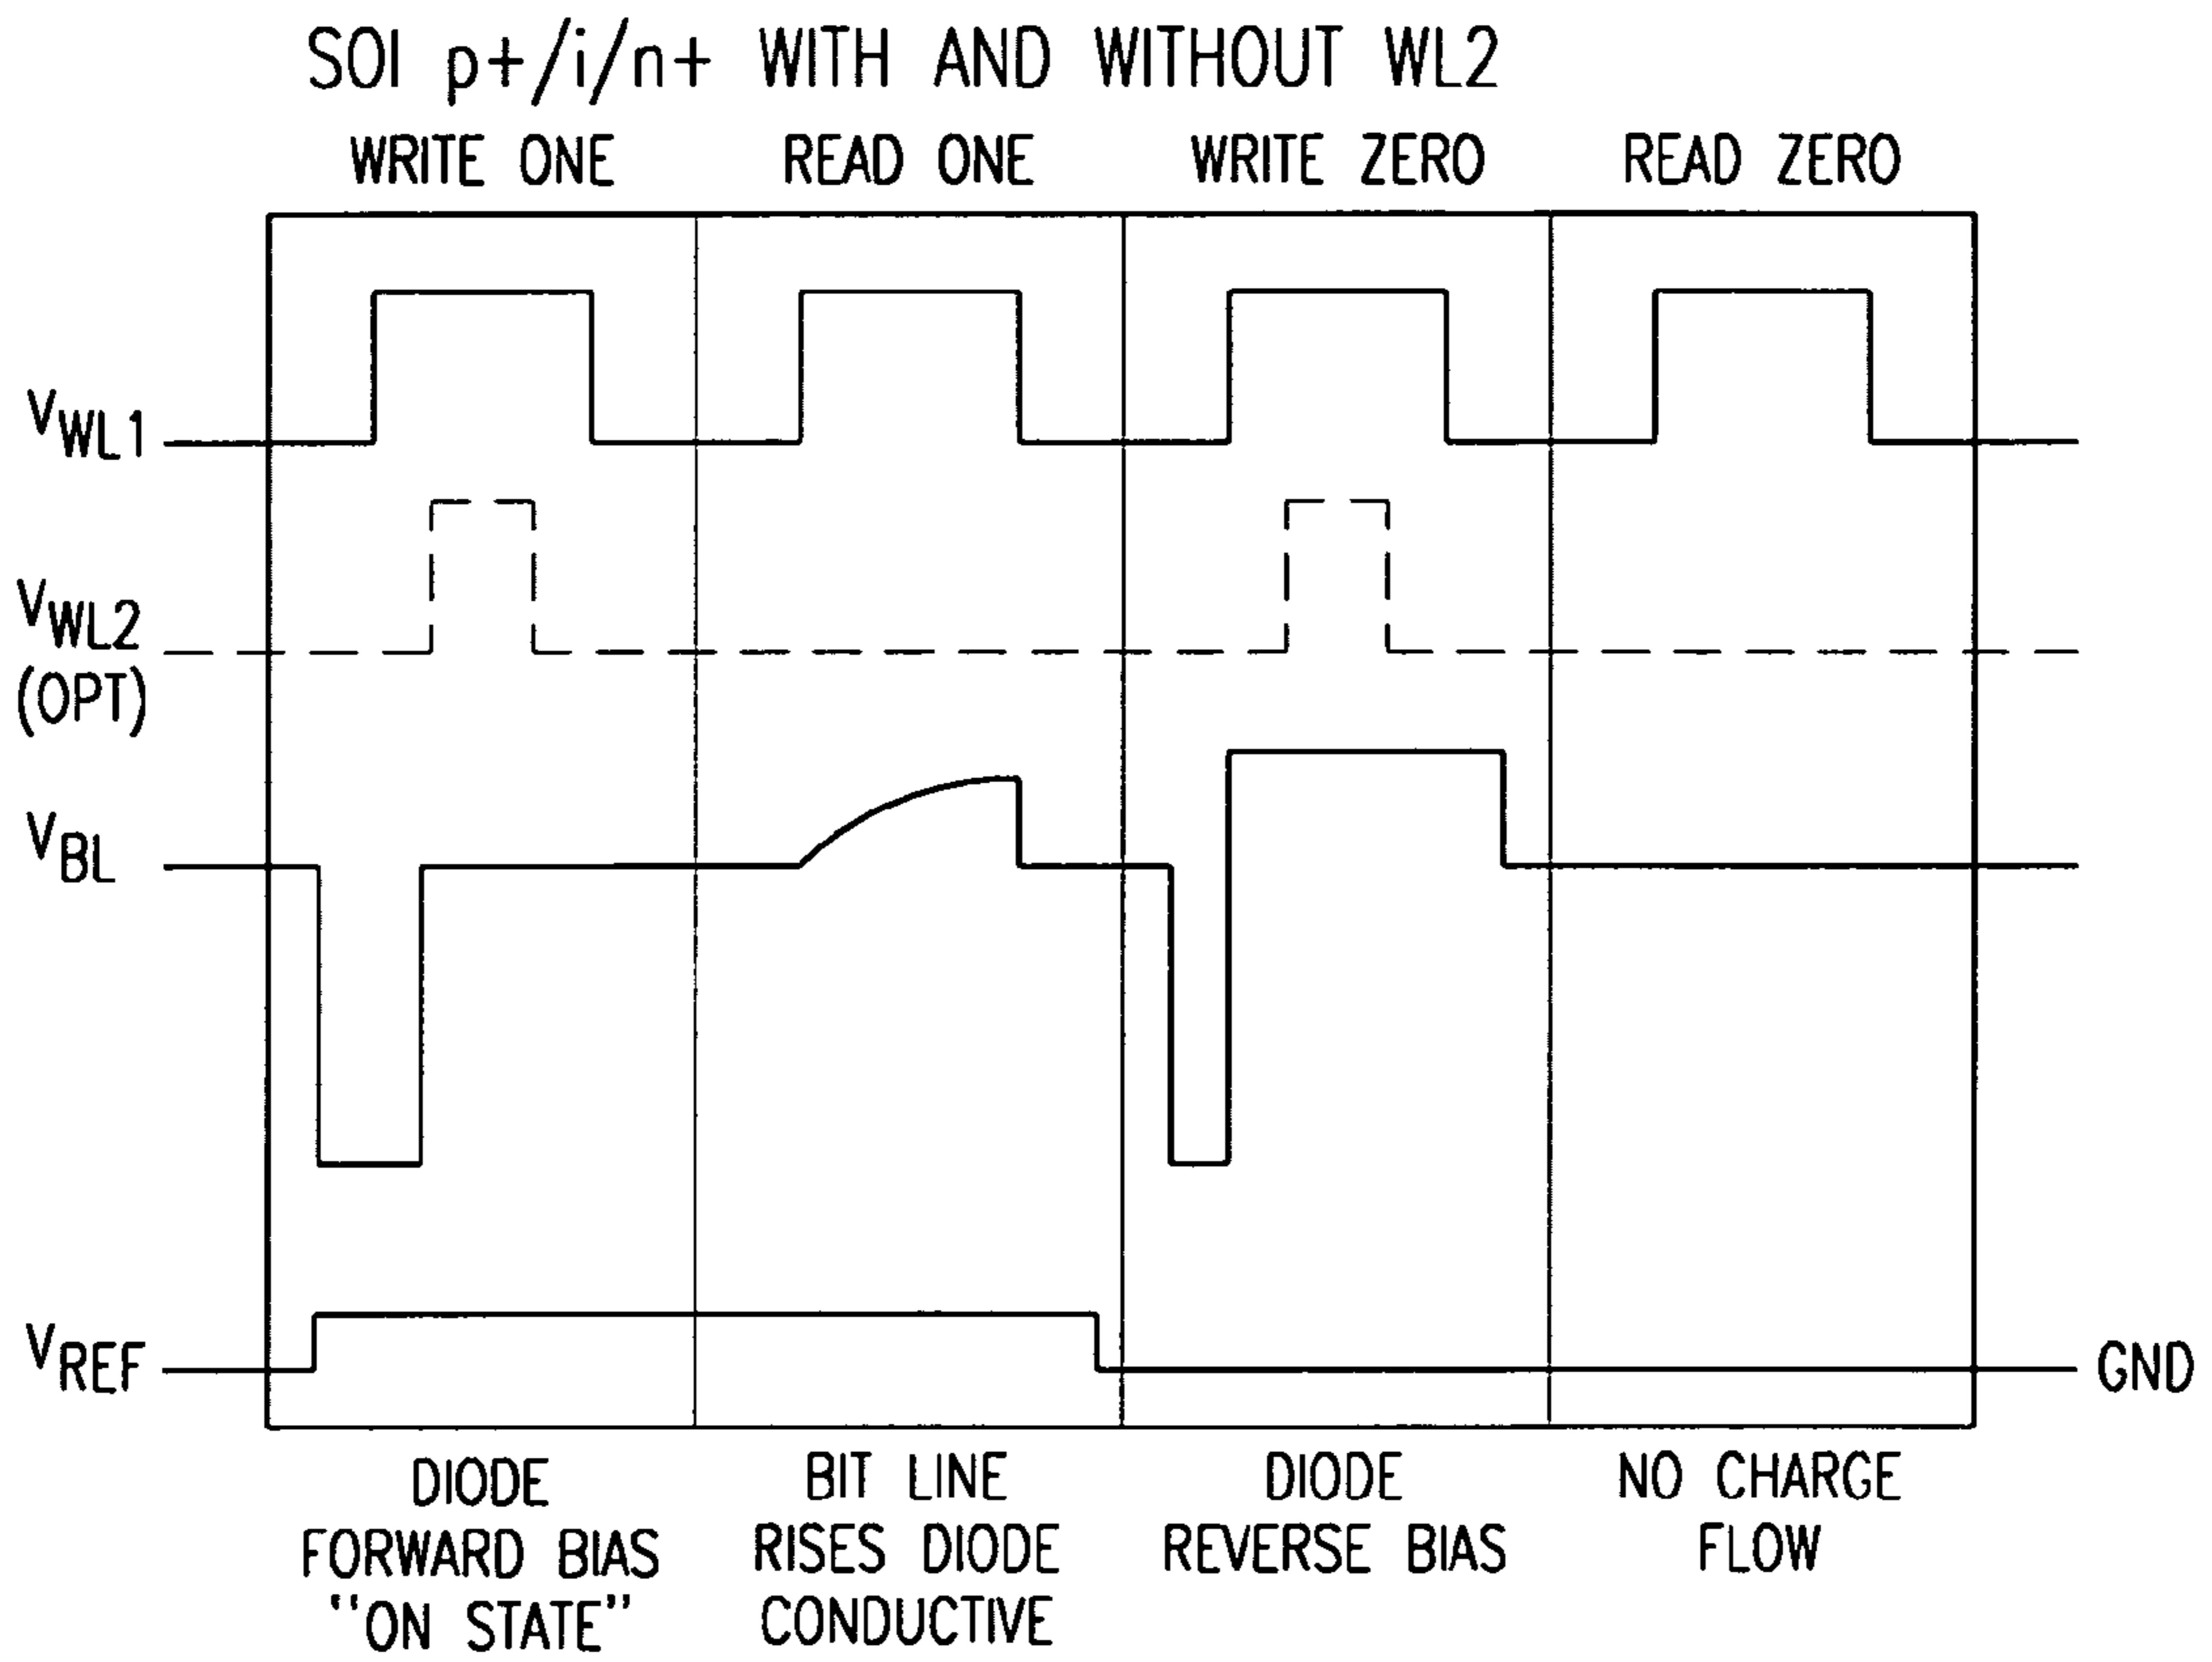 SOI p+/i/n+ WITH AND WITHOUT WL2
WRITE ONE
READ ONE
WRITE ZERO
READ ZERO
VWL1
VWL2
(OPT)
VBL
VREF
GND
DIODE
FORWARD BIAS
"ON STATE"
BIT LINE
RISES DIODE
CONDUCTIVE
DIODE
REVERSE BIAS
NO CHARGE
FLOW